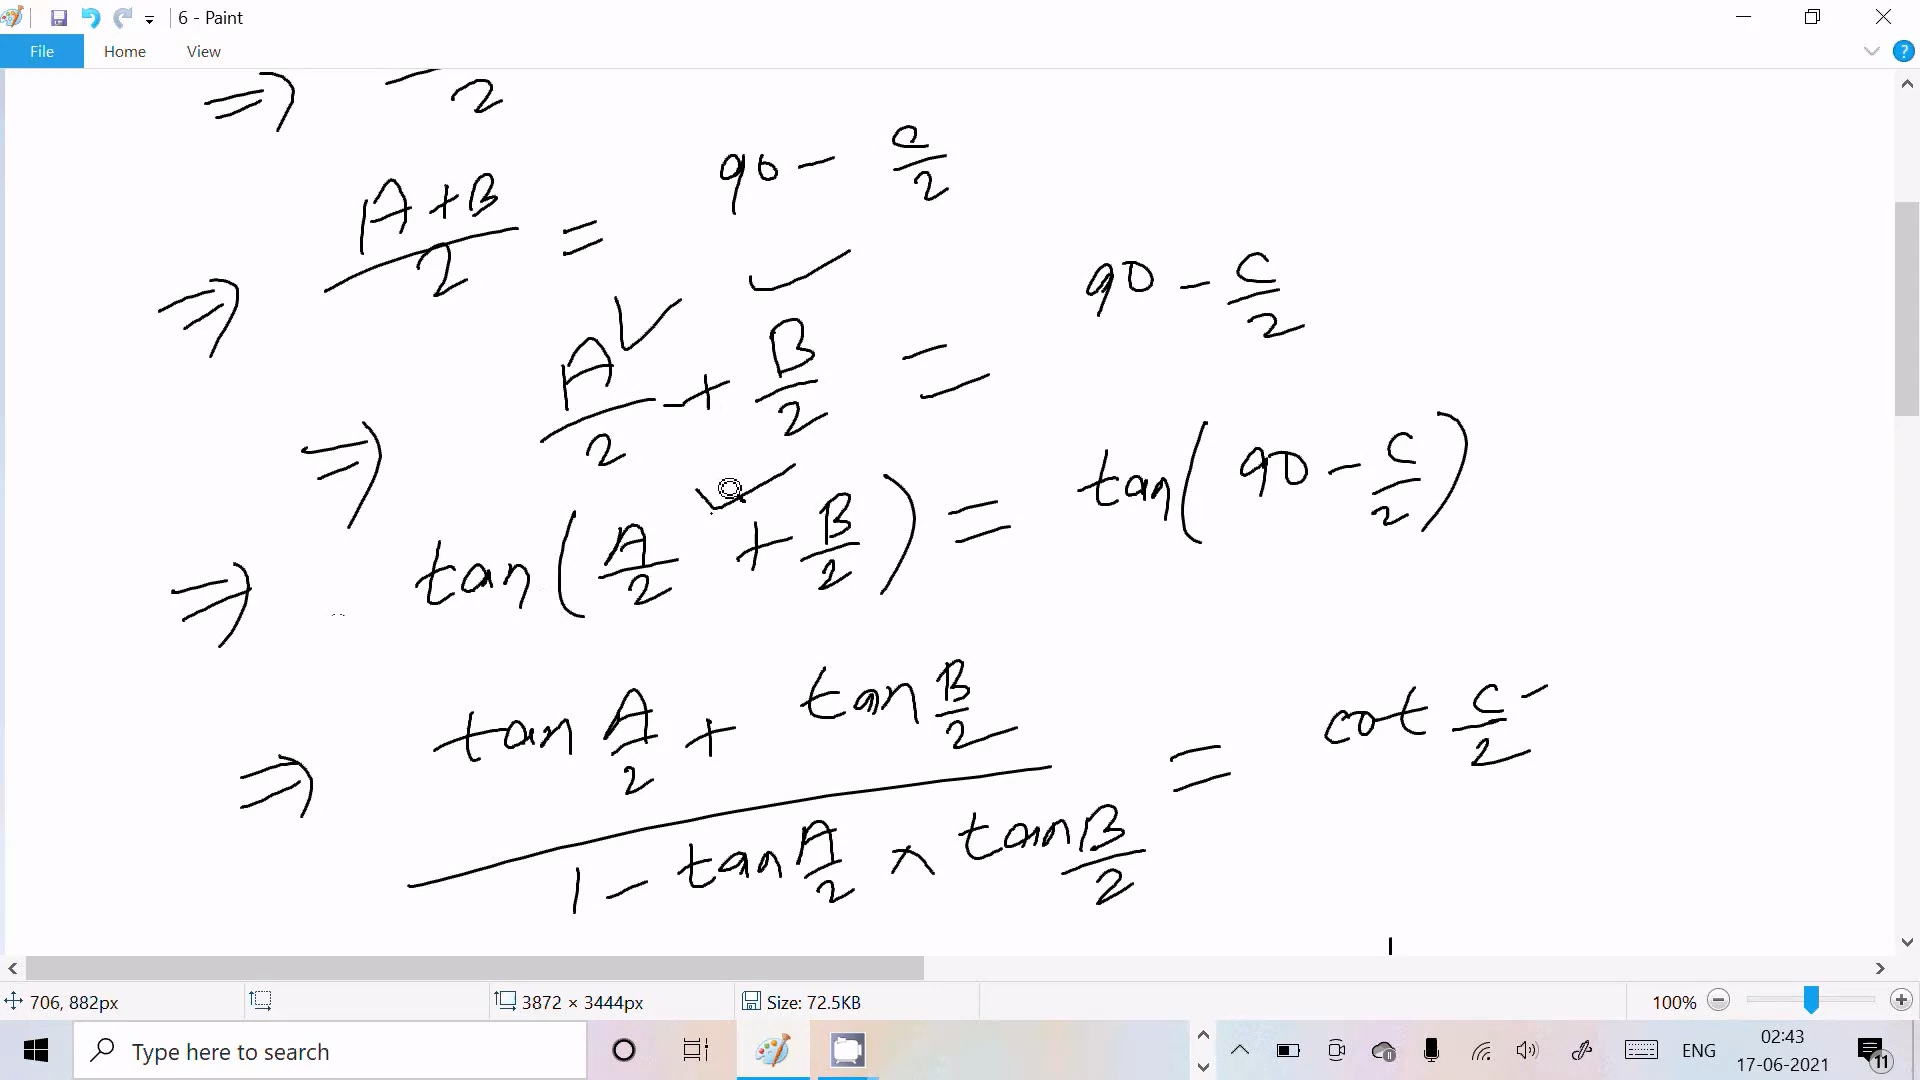 6 - Paint
File Home View ?
⇒ 2
⇒ (A+B)/2 = 90 - C/2
⇒ A/2 + B/2 = 90 - C/2
⇒ tan(A/2 + B/2) = tan(90 - C/2)
⇒ (tan A/2 + tan B/2)/(1 - tan A/2 × tan B/2) = cot C/2
706, 882px 3872 × 3444px Size: 72.5KB 100%
Type here to search ENG 02:43
17-06-2021 11